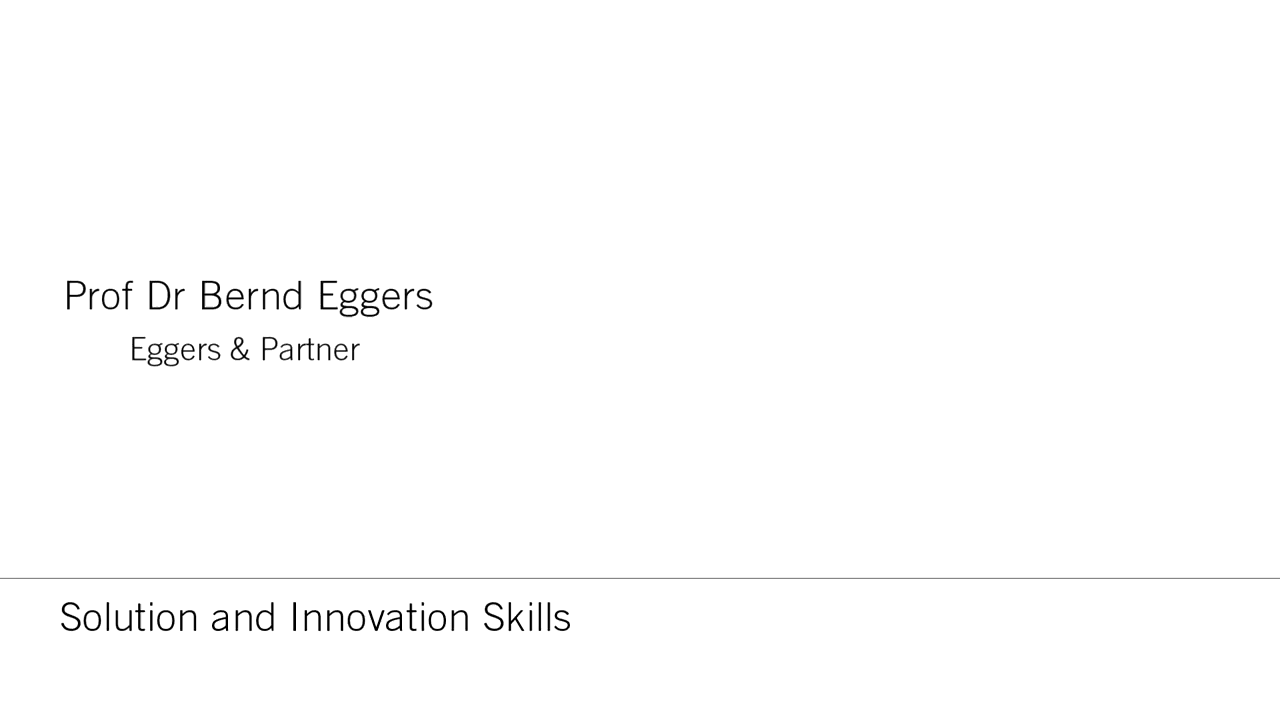 Prof Dr Bernd Eggers
Eggers & Partner
Solution and Innovation Skills